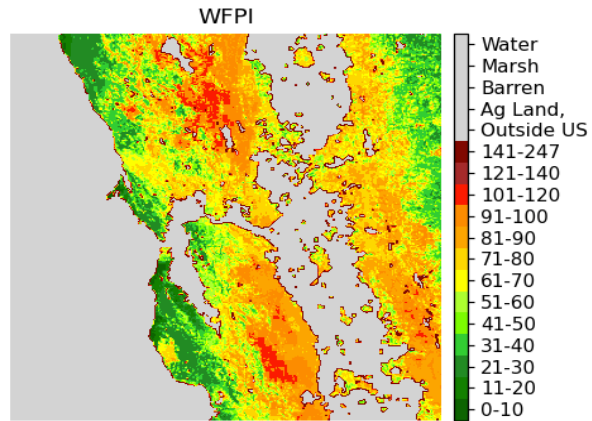 WFPI
Water
Marsh
Barren
Ag Land,
Outside US
141-247
121-140
101-120
91-100
81-90
71-80
61-70
51-60
41-50
31-40
21-30
11-20
0-10